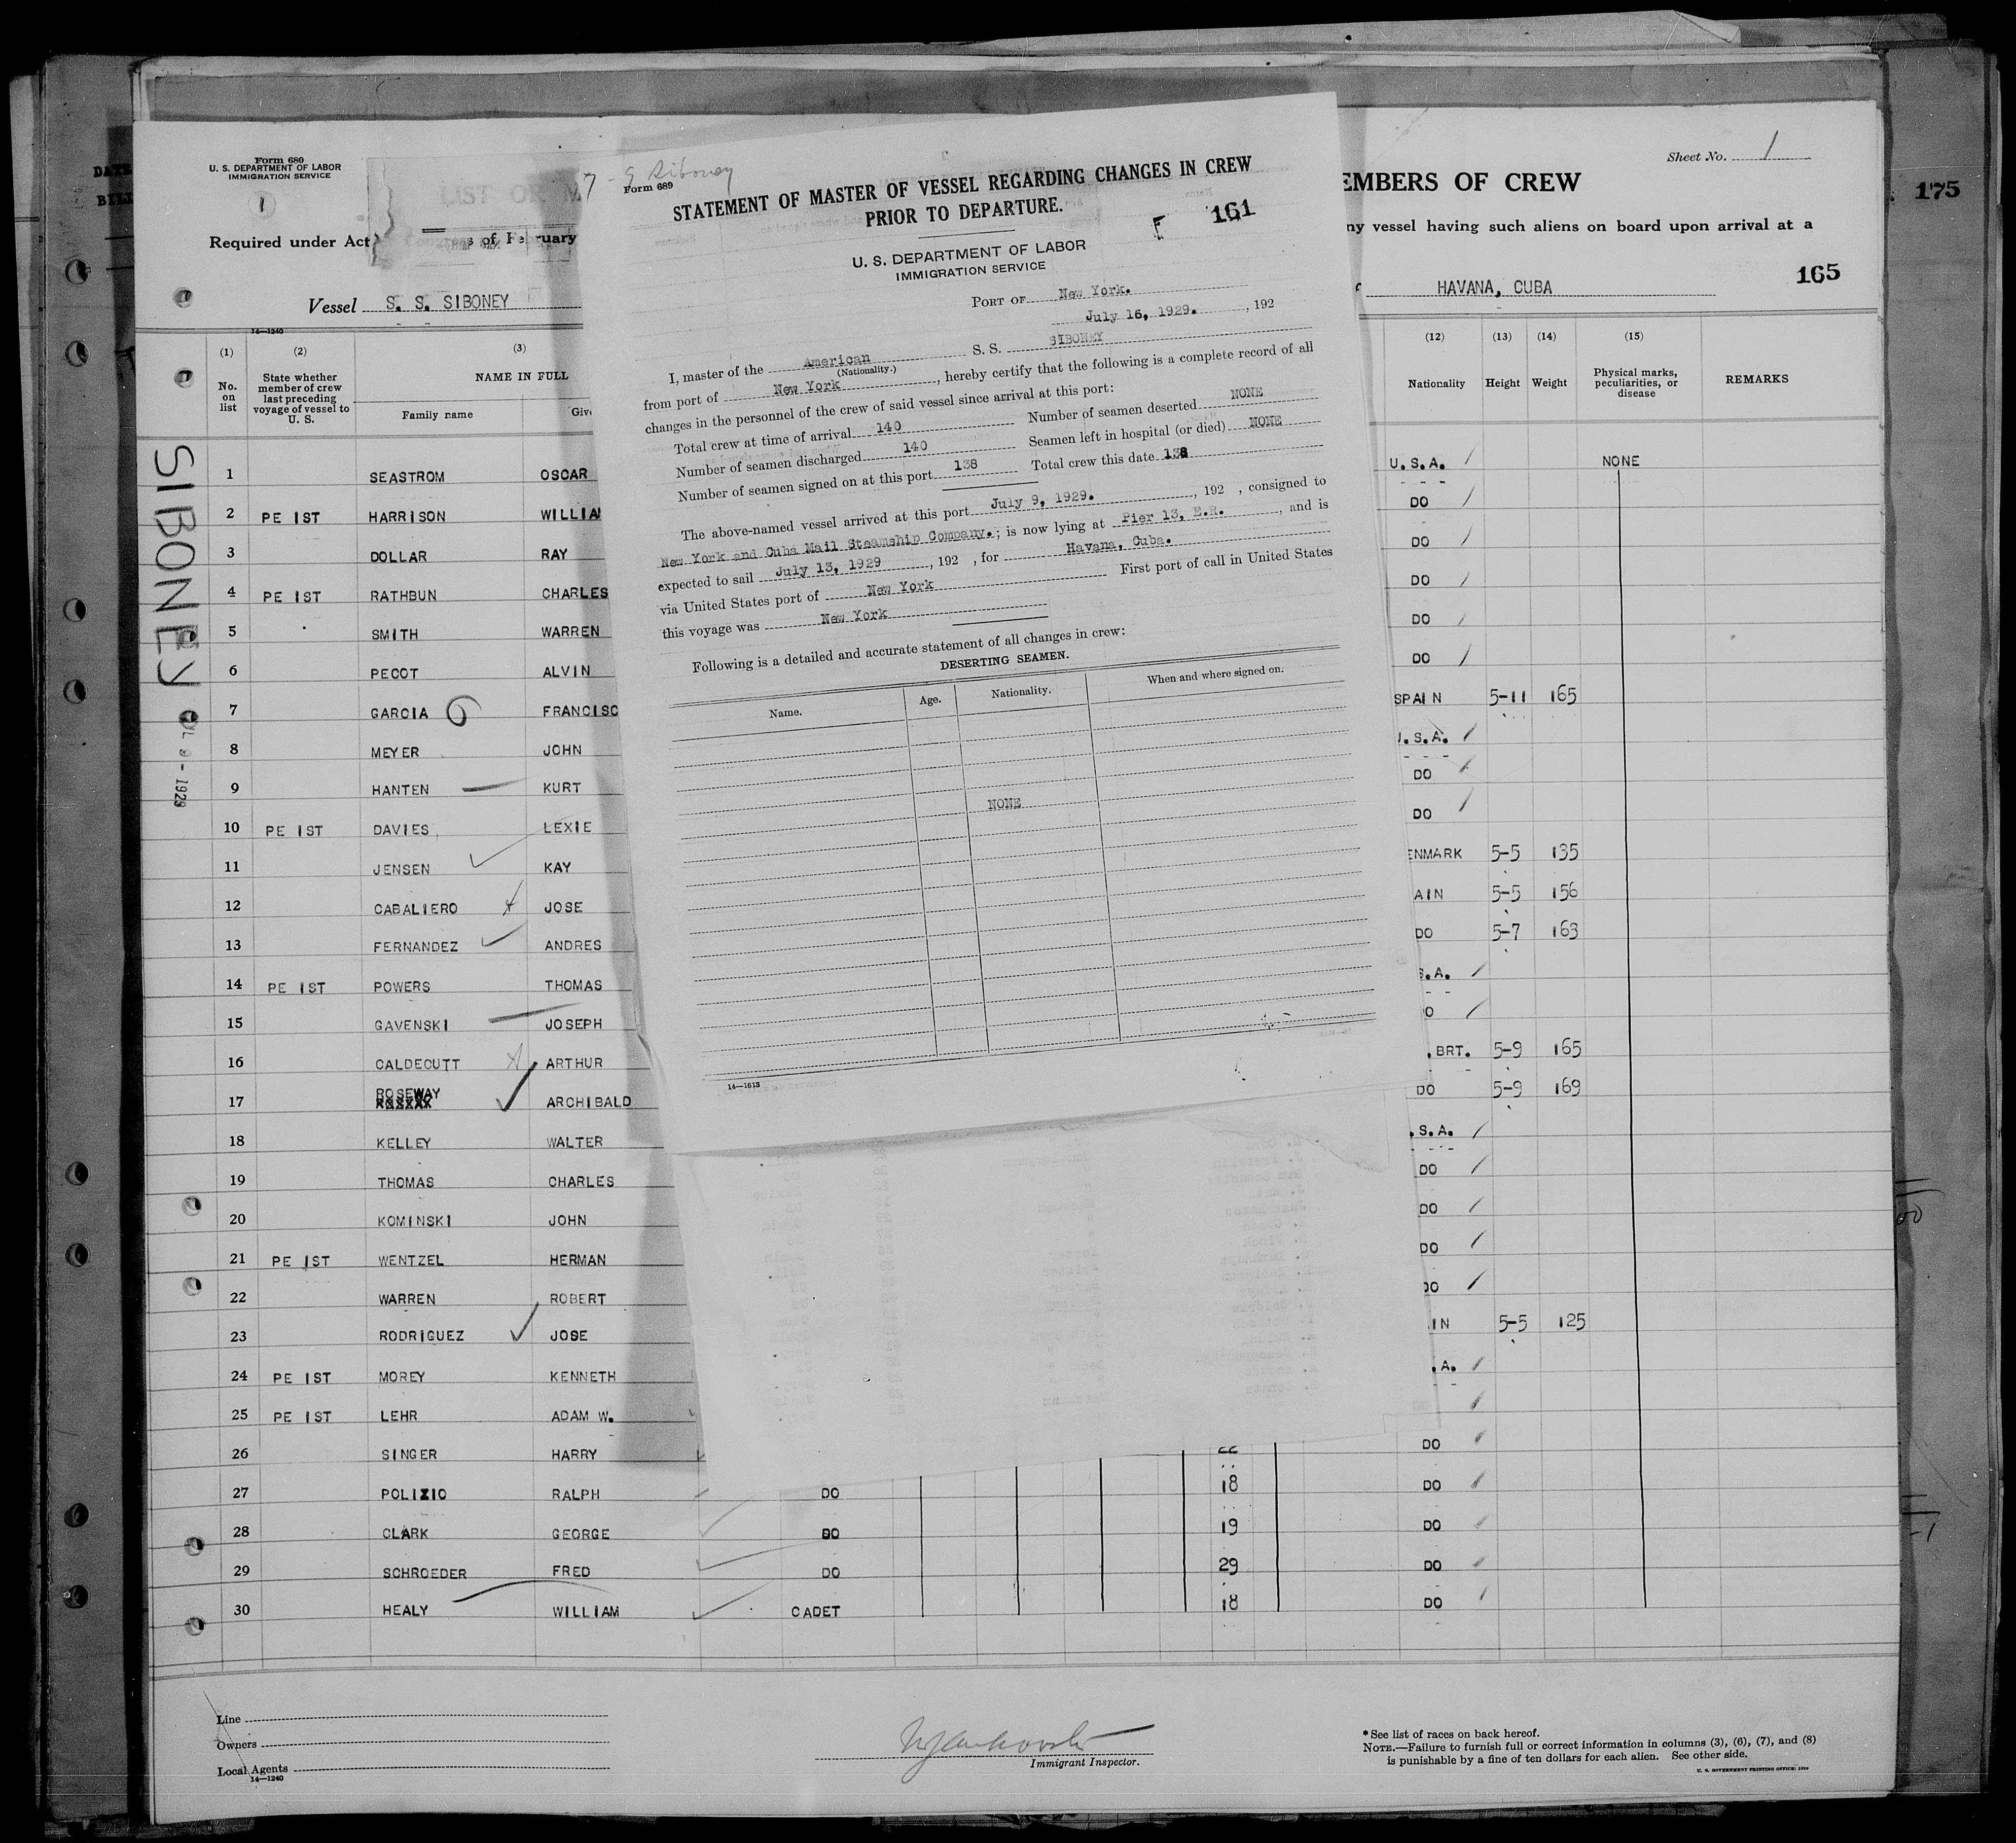 Form 680
U. S. DEPARTMENT OF LABOR
IMMIGRATION SERVICE
1
Required under Act
of February
Vessel S. S. SIBONEY
14—1240
(1) (2) (3)
No. on list
State whether member of crew last preceding voyage of vessel to U. S.
NAME IN FULL
Family name
SIBONEY
9 - 1929
1 SEASTROM OSCAR
2 PE IST HARRISON WILLIA
3 DOLLAR RAY
4 PE IST RATHBUN CHARLES
5 SMITH WARREN
6 PECOT ALVIN
7 GARCIA FRANCISC
8 MEYER JOHN
9 HANTEN KURT
10 PE IST DAVIES LEXIE
11 JENSEN KAY
12 CABALIERO JOSE
13 FERNANDEZ ANDRES
14 PE IST POWERS THOMAS
15 GAVENSKI JOSEPH
16 CALDECUTT ARTHUR
17 ROSEWAY ARCHIBALD
18 KELLEY WALTER
19 THOMAS CHARLES
20 KOMINSKI JOHN
21 PE IST WENTZEL HERMAN
22 WARREN ROBERT
23 RODRIGUEZ JOSE
24 PE IST MOREY KENNETH
25 PE IST LEHR ADAM W.
26 SINGER HARRY
27 POLIZIO RALPH DO 18 DO
28 CLARK GEORGE DO 19 DO
29 SCHROEDER FRED DO 29 DO
30 HEALY WILLIAM CADET 18 DO
Line
Owners
Local Agents
14—1240
Immigrant Inspector.
* See list of races on back hereof.
NOTE.—Failure to furnish full or correct information in columns (3), (6), (7), and (8)
is punishable by a fine of ten dollars for each alien. See other side.
U. S. GOVERNMENT PRINTING OFFICE:
Siboney
Form 689
STATEMENT OF MASTER OF VESSEL REGARDING CHANGES IN CREW
PRIOR TO DEPARTURE.
F 161
U. S. DEPARTMENT OF LABOR
IMMIGRATION SERVICE
PORT OF New York.
July 16, 1929. , 192
I, master of the American S. S. SIBONEY
(Nationality.)
from port of New York , hereby certify that the following is a complete record of all
changes in the personnel of the crew of said vessel since arrival at this port:
Total crew at time of arrival 140 Number of seamen deserted NONE
Number of seamen discharged 140 Seamen left in hospital (or died) NONE
Number of seamen signed on at this port 138 Total crew this date 138
The above-named vessel arrived at this port July 9, 1929. , 192 , consigned to
New York and Cuba Mail Steamship Company. ; is now lying at Pier 13, E.R. , and is
expected to sail July 13, 1929 , 192 , for Havana, Cuba.
via United States port of New York First port of call in United States
this voyage was New York
Following is a detailed and accurate statement of all changes in crew:
DESERTING SEAMEN.
Name. Age. Nationality. When and where signed on.
NONE
14—1613
Sheet No. 1
EMBERS OF CREW
ny vessel having such aliens on board upon arrival at a
HAVANA, CUBA
165
175
(12) (13) (14) (15)
Nationality Height Weight Physical marks, peculiarities, or disease REMARKS
U.S.A. NONE
DO
DO
DO
DO
DO
SPAIN 5-11 165
.S.A.
DO
DO
ENMARK 5-5 135
AIN 5-5 156
DO 5-7 163
S.A.
O
. BRT. 5-9 165
DO 5-9 169
.S.A.
DO
DO
DO
DO
IN 5-5 125
.A.
22 DO